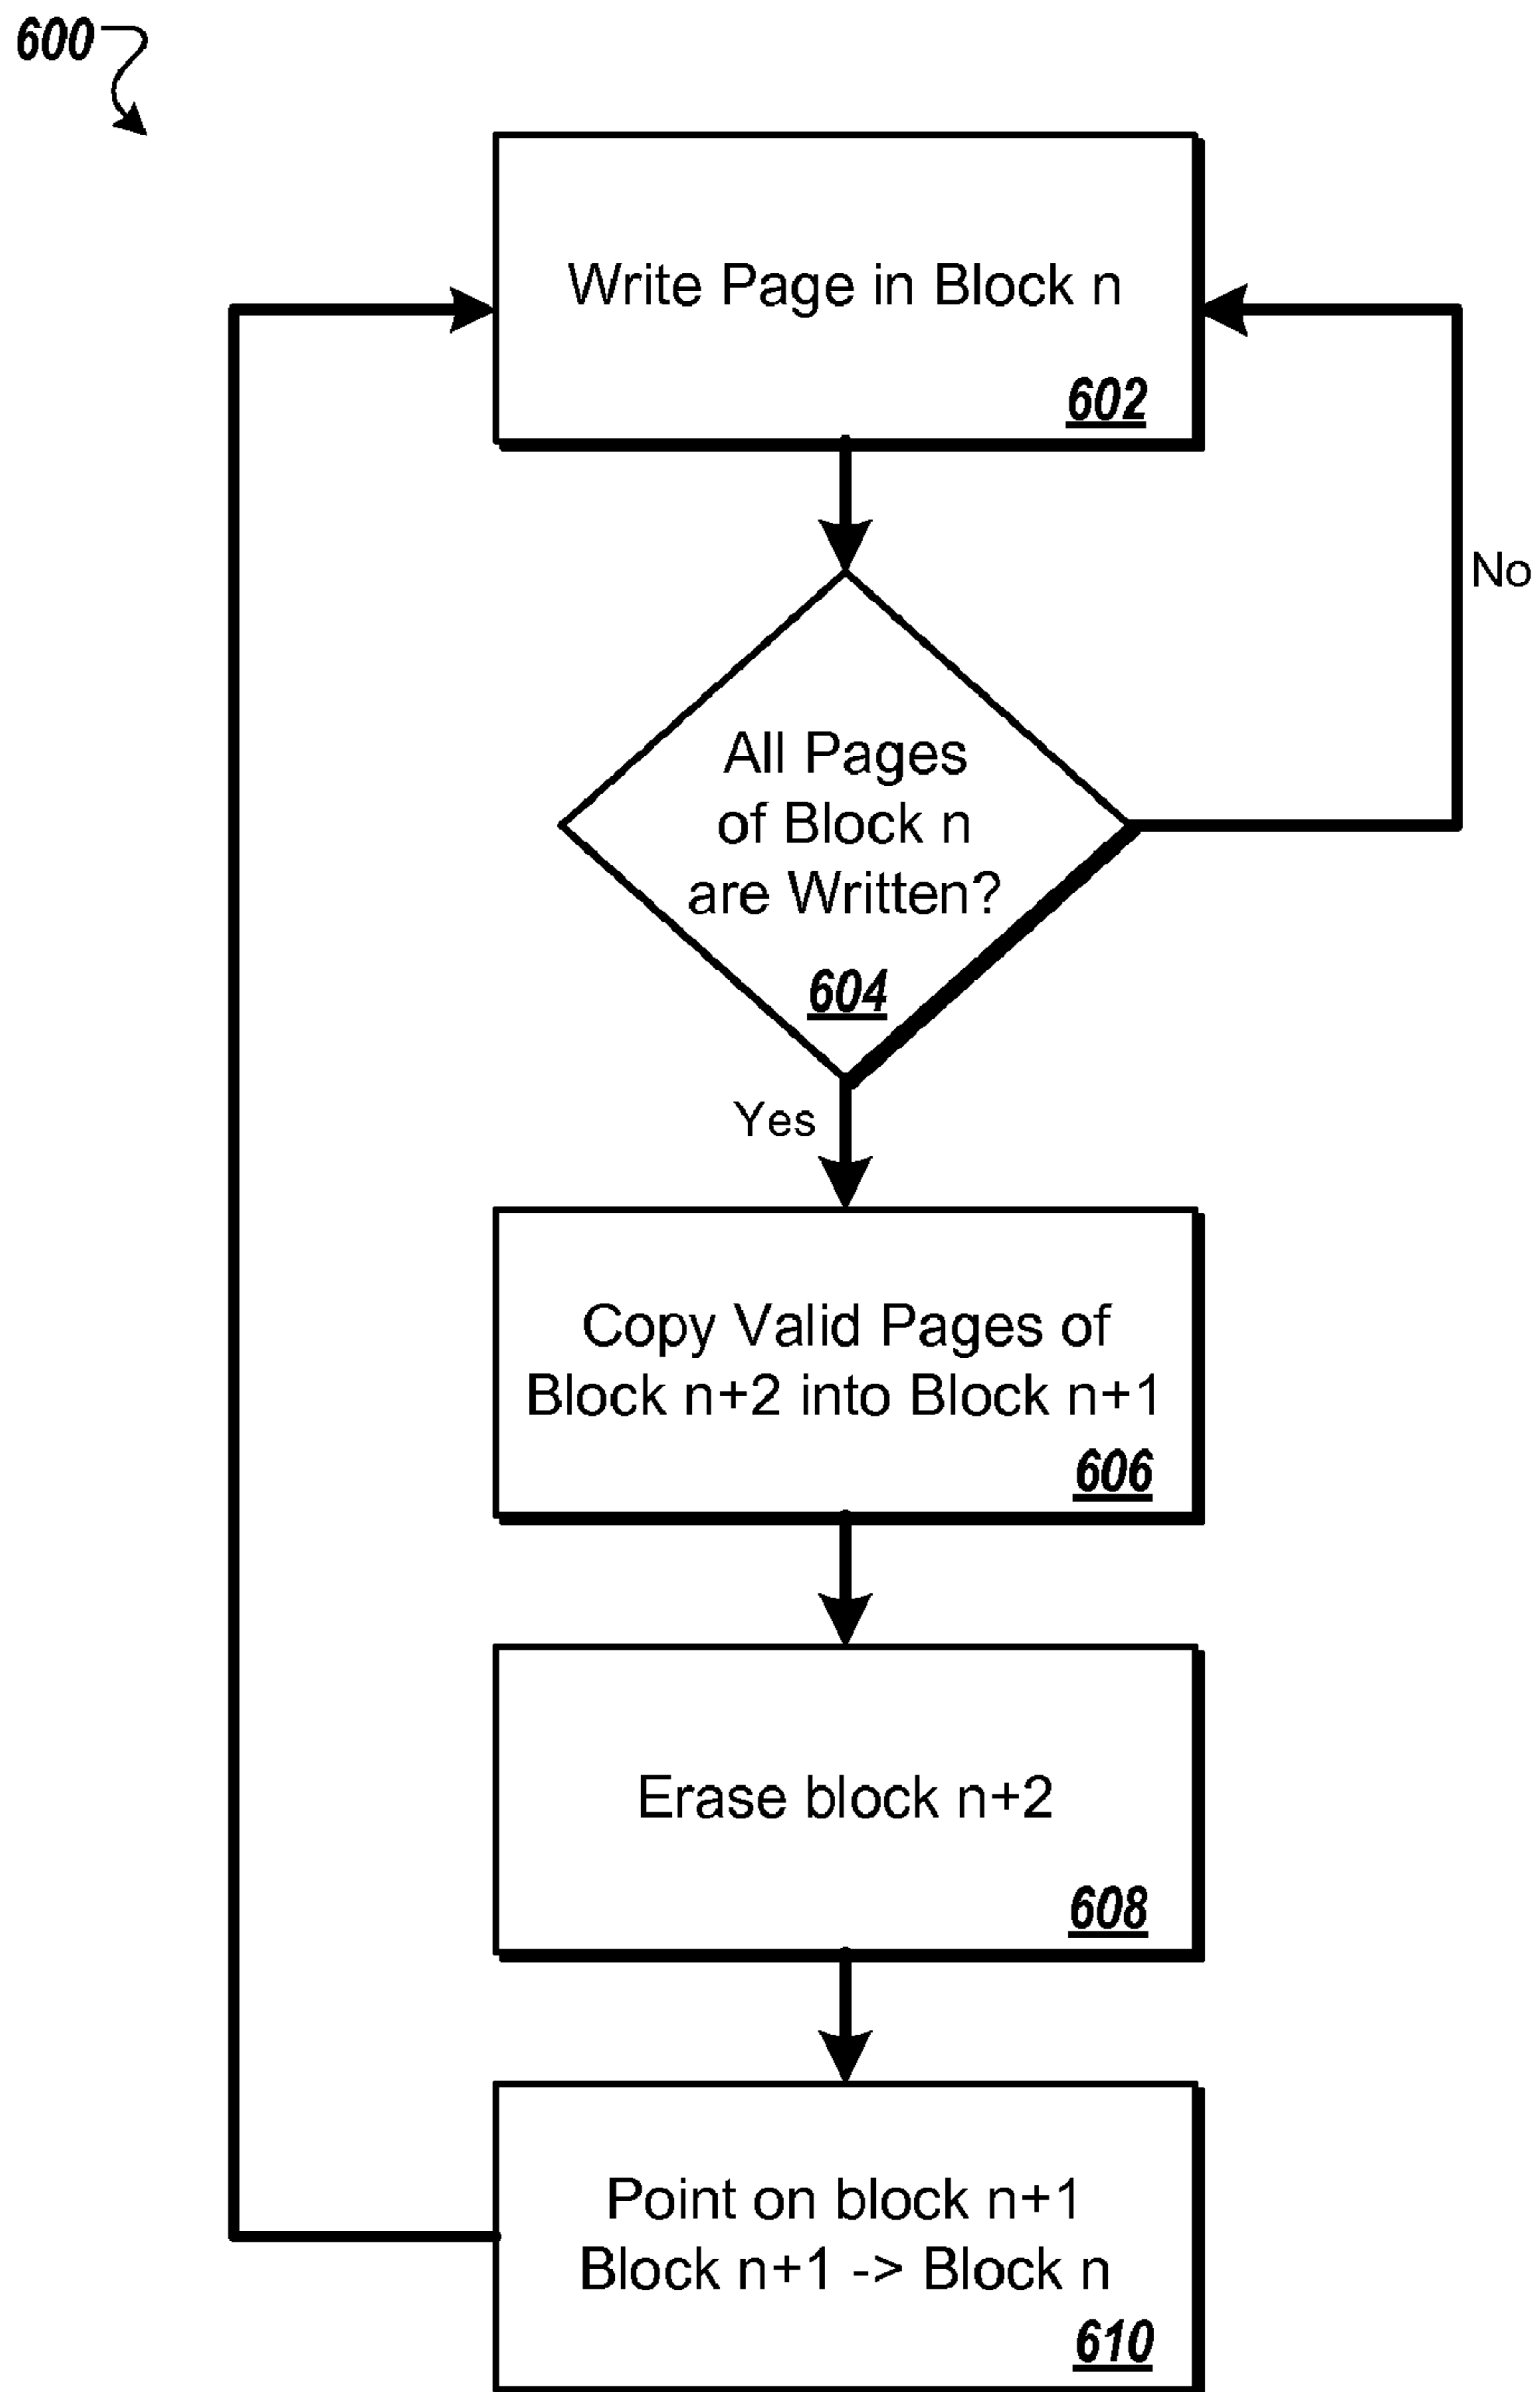 600
Write Page in Block n
602
No
All Pages
of Block n
are Written?
604
Yes
Copy Valid Pages of
Block n+2 into Block n+1
606
Erase block n+2
608
Point on block n+1
Block n+1 -> Block n
610